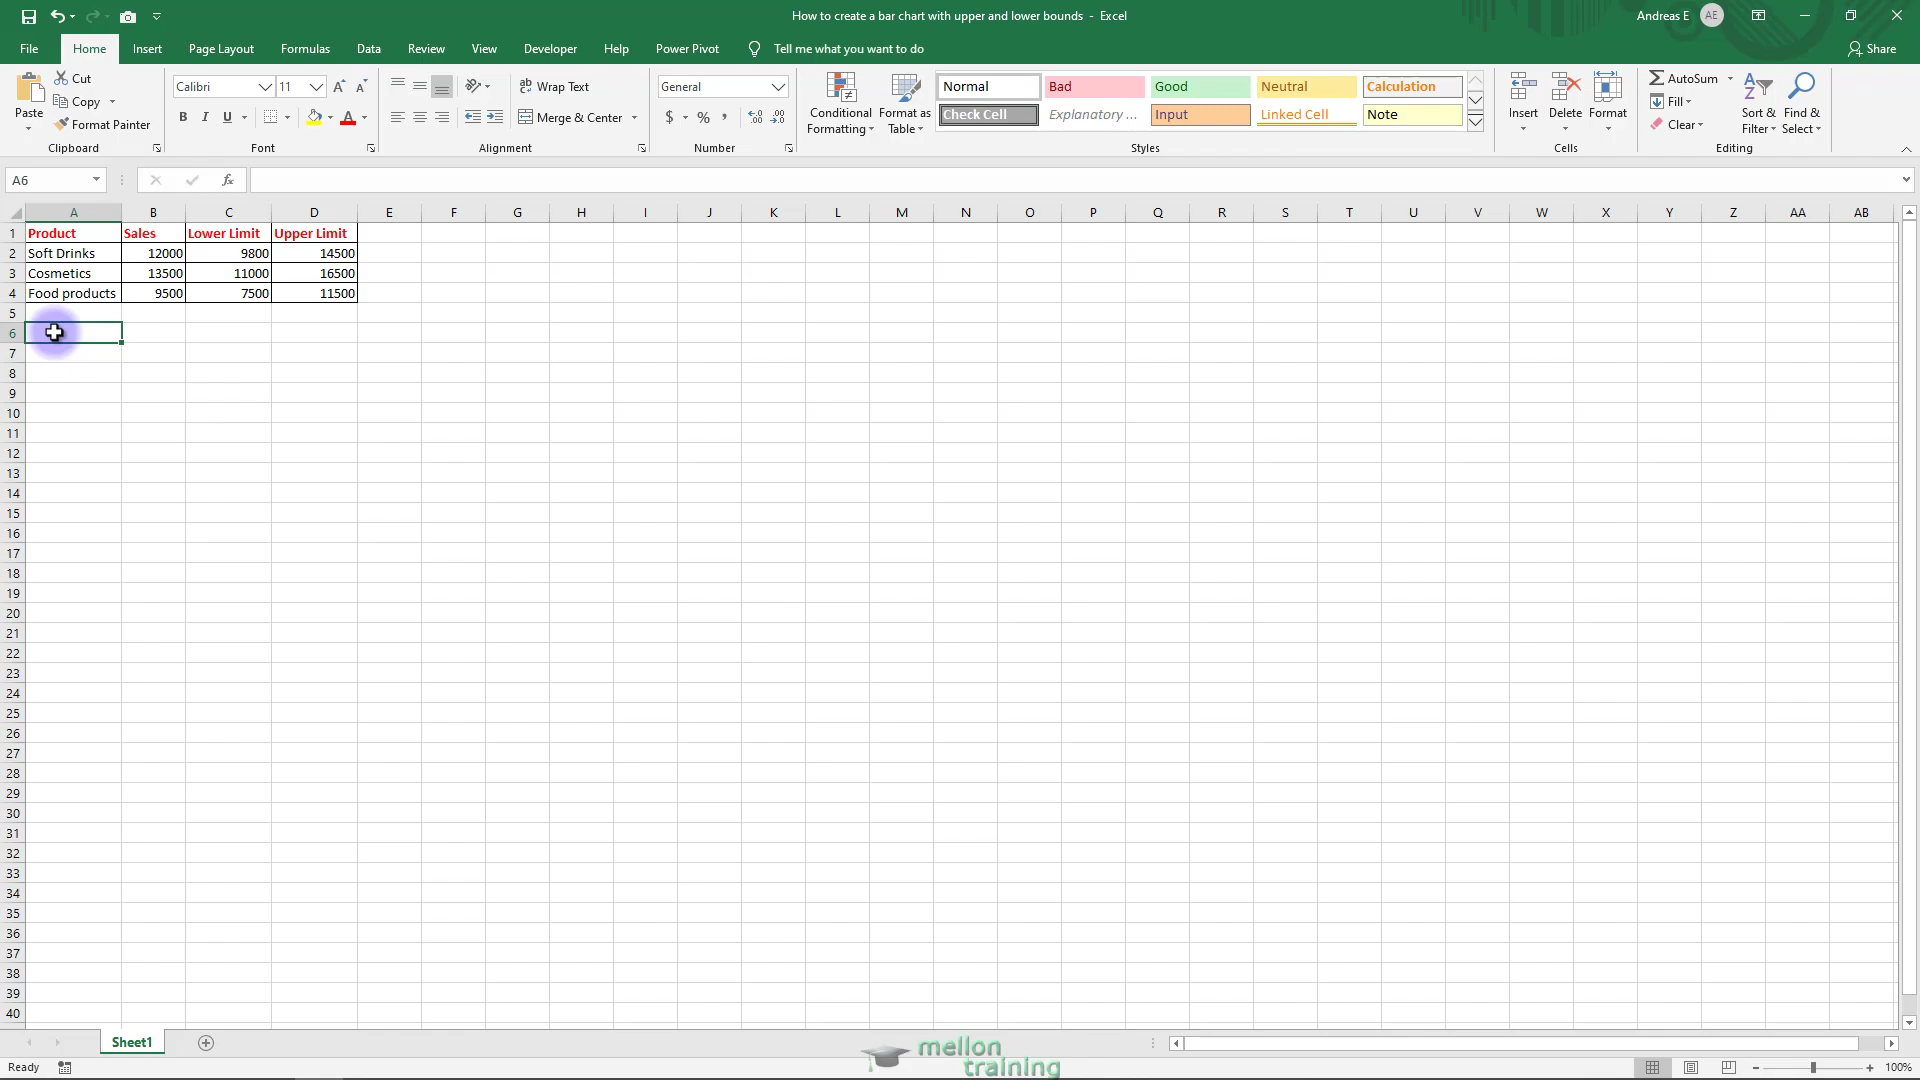 How to create a bar chart with upper and lower bounds - Excel
Andreas E AE
File Home Insert Page Layout Formulas Data Review View Developer Help Power Pivot Tell me what you want to do Share
Paste Cut Copy Format Painter
Clipboard
Calibri 11
B I U A
Font
Wrap Text
Merge & Center
Alignment
General
$ % ,
Number
Conditional Formatting
Format as Table
Normal Bad Good Neutral Calculation
Check Cell Explanatory ... Input Linked Cell Note
Styles
Insert Delete Format
Cells
AutoSum
Fill
Clear
Sort & Filter
Find & Select
Editing
A6 fx
A B C D E F G H I J K L M N O P Q R S T U V W X Y Z AA AB
1 Product Sales Lower Limit Upper Limit
2 Soft Drinks 12000 9800 14500
3 Cosmetics 13500 11000 16500
4 Food products 9500 7500 11500
5
6
7
8
9
10
11
12
13
14
15
16
17
18
19
20
21
22
23
24
25
26
27
28
29
30
31
32
33
34
35
36
37
38
39
40
Sheet1
mellon
training
Ready 100%